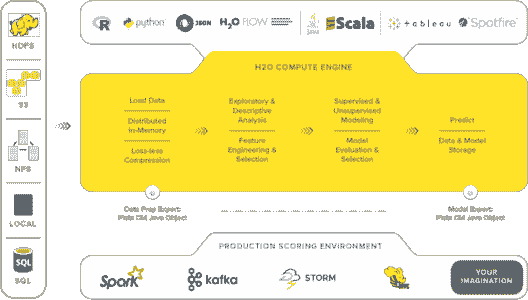 HDFS
S3
NFS
LOCAL
SQL
SQL
R
python
JSON
H2O FLOW
Java
Scala
+ableau
Spotfire
H2O COMPUTE ENGINE
Load Data
Distributed
In-Memory
Loss-less
Compression
Exploratory &
Descriptive
Analysis
Feature
Engineering &
Selection
Supervised &
Unsupervised
Modeling
Model
Evaluation &
Selection
Predict
Data & Model
Storage
Data Prep Export:
Plain Old Java Object
Model Export:
Plain Old Java Object
PRODUCTION SCORING ENVIRONMENT
Spark
kafka
STORM
YOUR
IMAGINATION